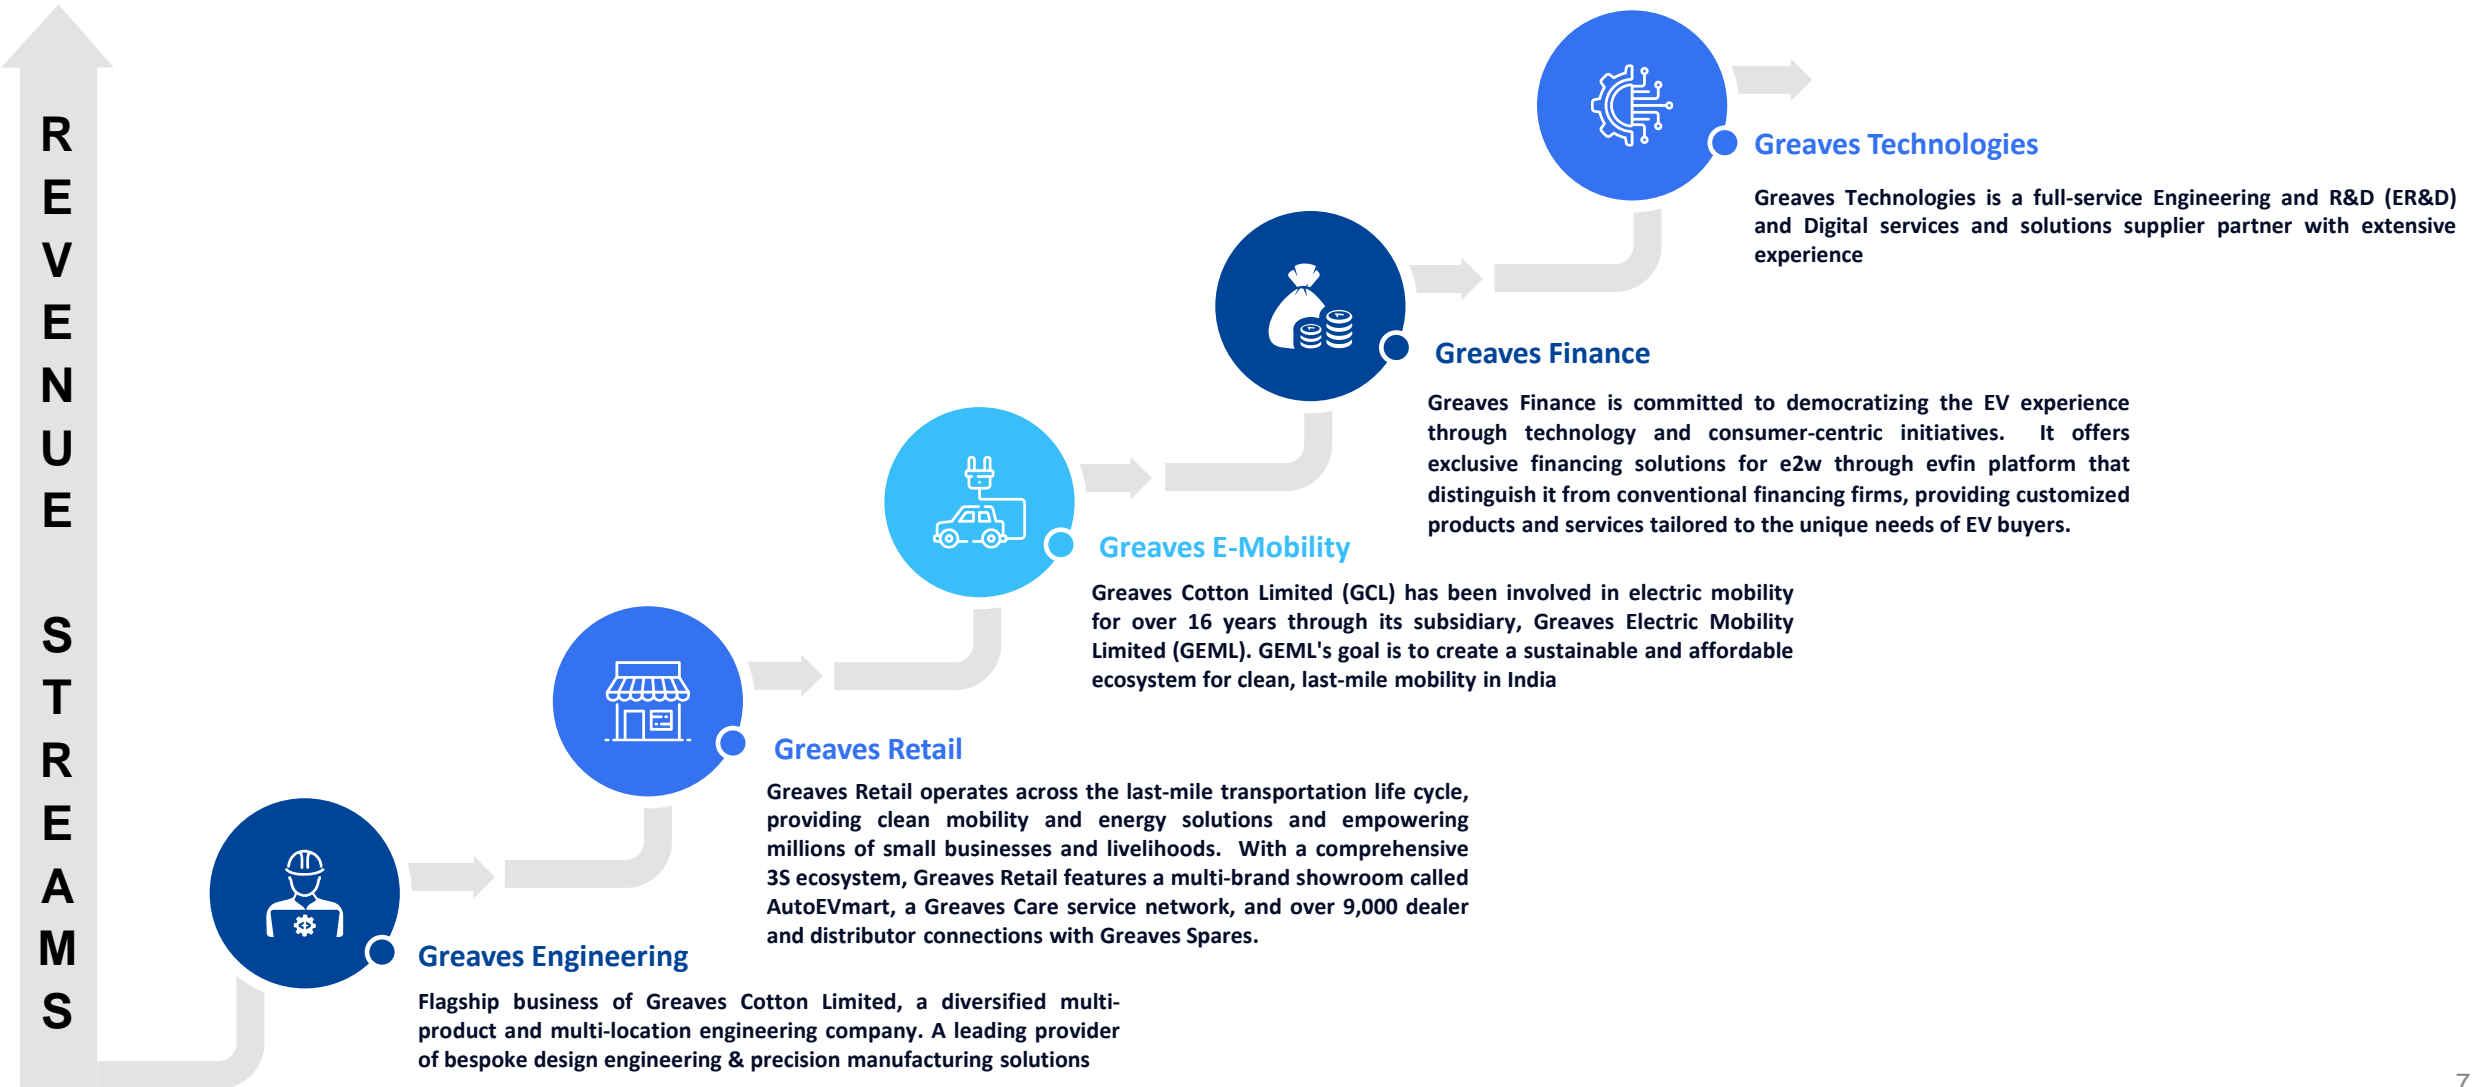 REVENUE STREAMS
Greaves Technologies
Greaves Technologies is a full-service Engineering and R&D (ER&D)
and Digital services and solutions supplier partner with extensive
experience
Greaves Finance
Greaves Finance is committed to democratizing the EV experience
through technology and consumer-centric initiatives. It offers
exclusive financing solutions for e2w through evfin platform that
distinguish it from conventional financing firms, providing customized
products and services tailored to the unique needs of EV buyers.
Greaves E-Mobility
Greaves Cotton Limited (GCL) has been involved in electric mobility
for over 16 years through its subsidiary, Greaves Electric Mobility
Limited (GEML). GEML's goal is to create a sustainable and affordable
ecosystem for clean, last-mile mobility in India
Greaves Retail
Greaves Retail operates across the last-mile transportation life cycle,
providing clean mobility and energy solutions and empowering
millions of small businesses and livelihoods. With a comprehensive
3S ecosystem, Greaves Retail features a multi-brand showroom called
AutoEVmart, a Greaves Care service network, and over 9,000 dealer
and distributor connections with Greaves Spares.
Greaves Engineering
Flagship business of Greaves Cotton Limited, a diversified multi-
product and multi-location engineering company. A leading provider
of bespoke design engineering & precision manufacturing solutions
7